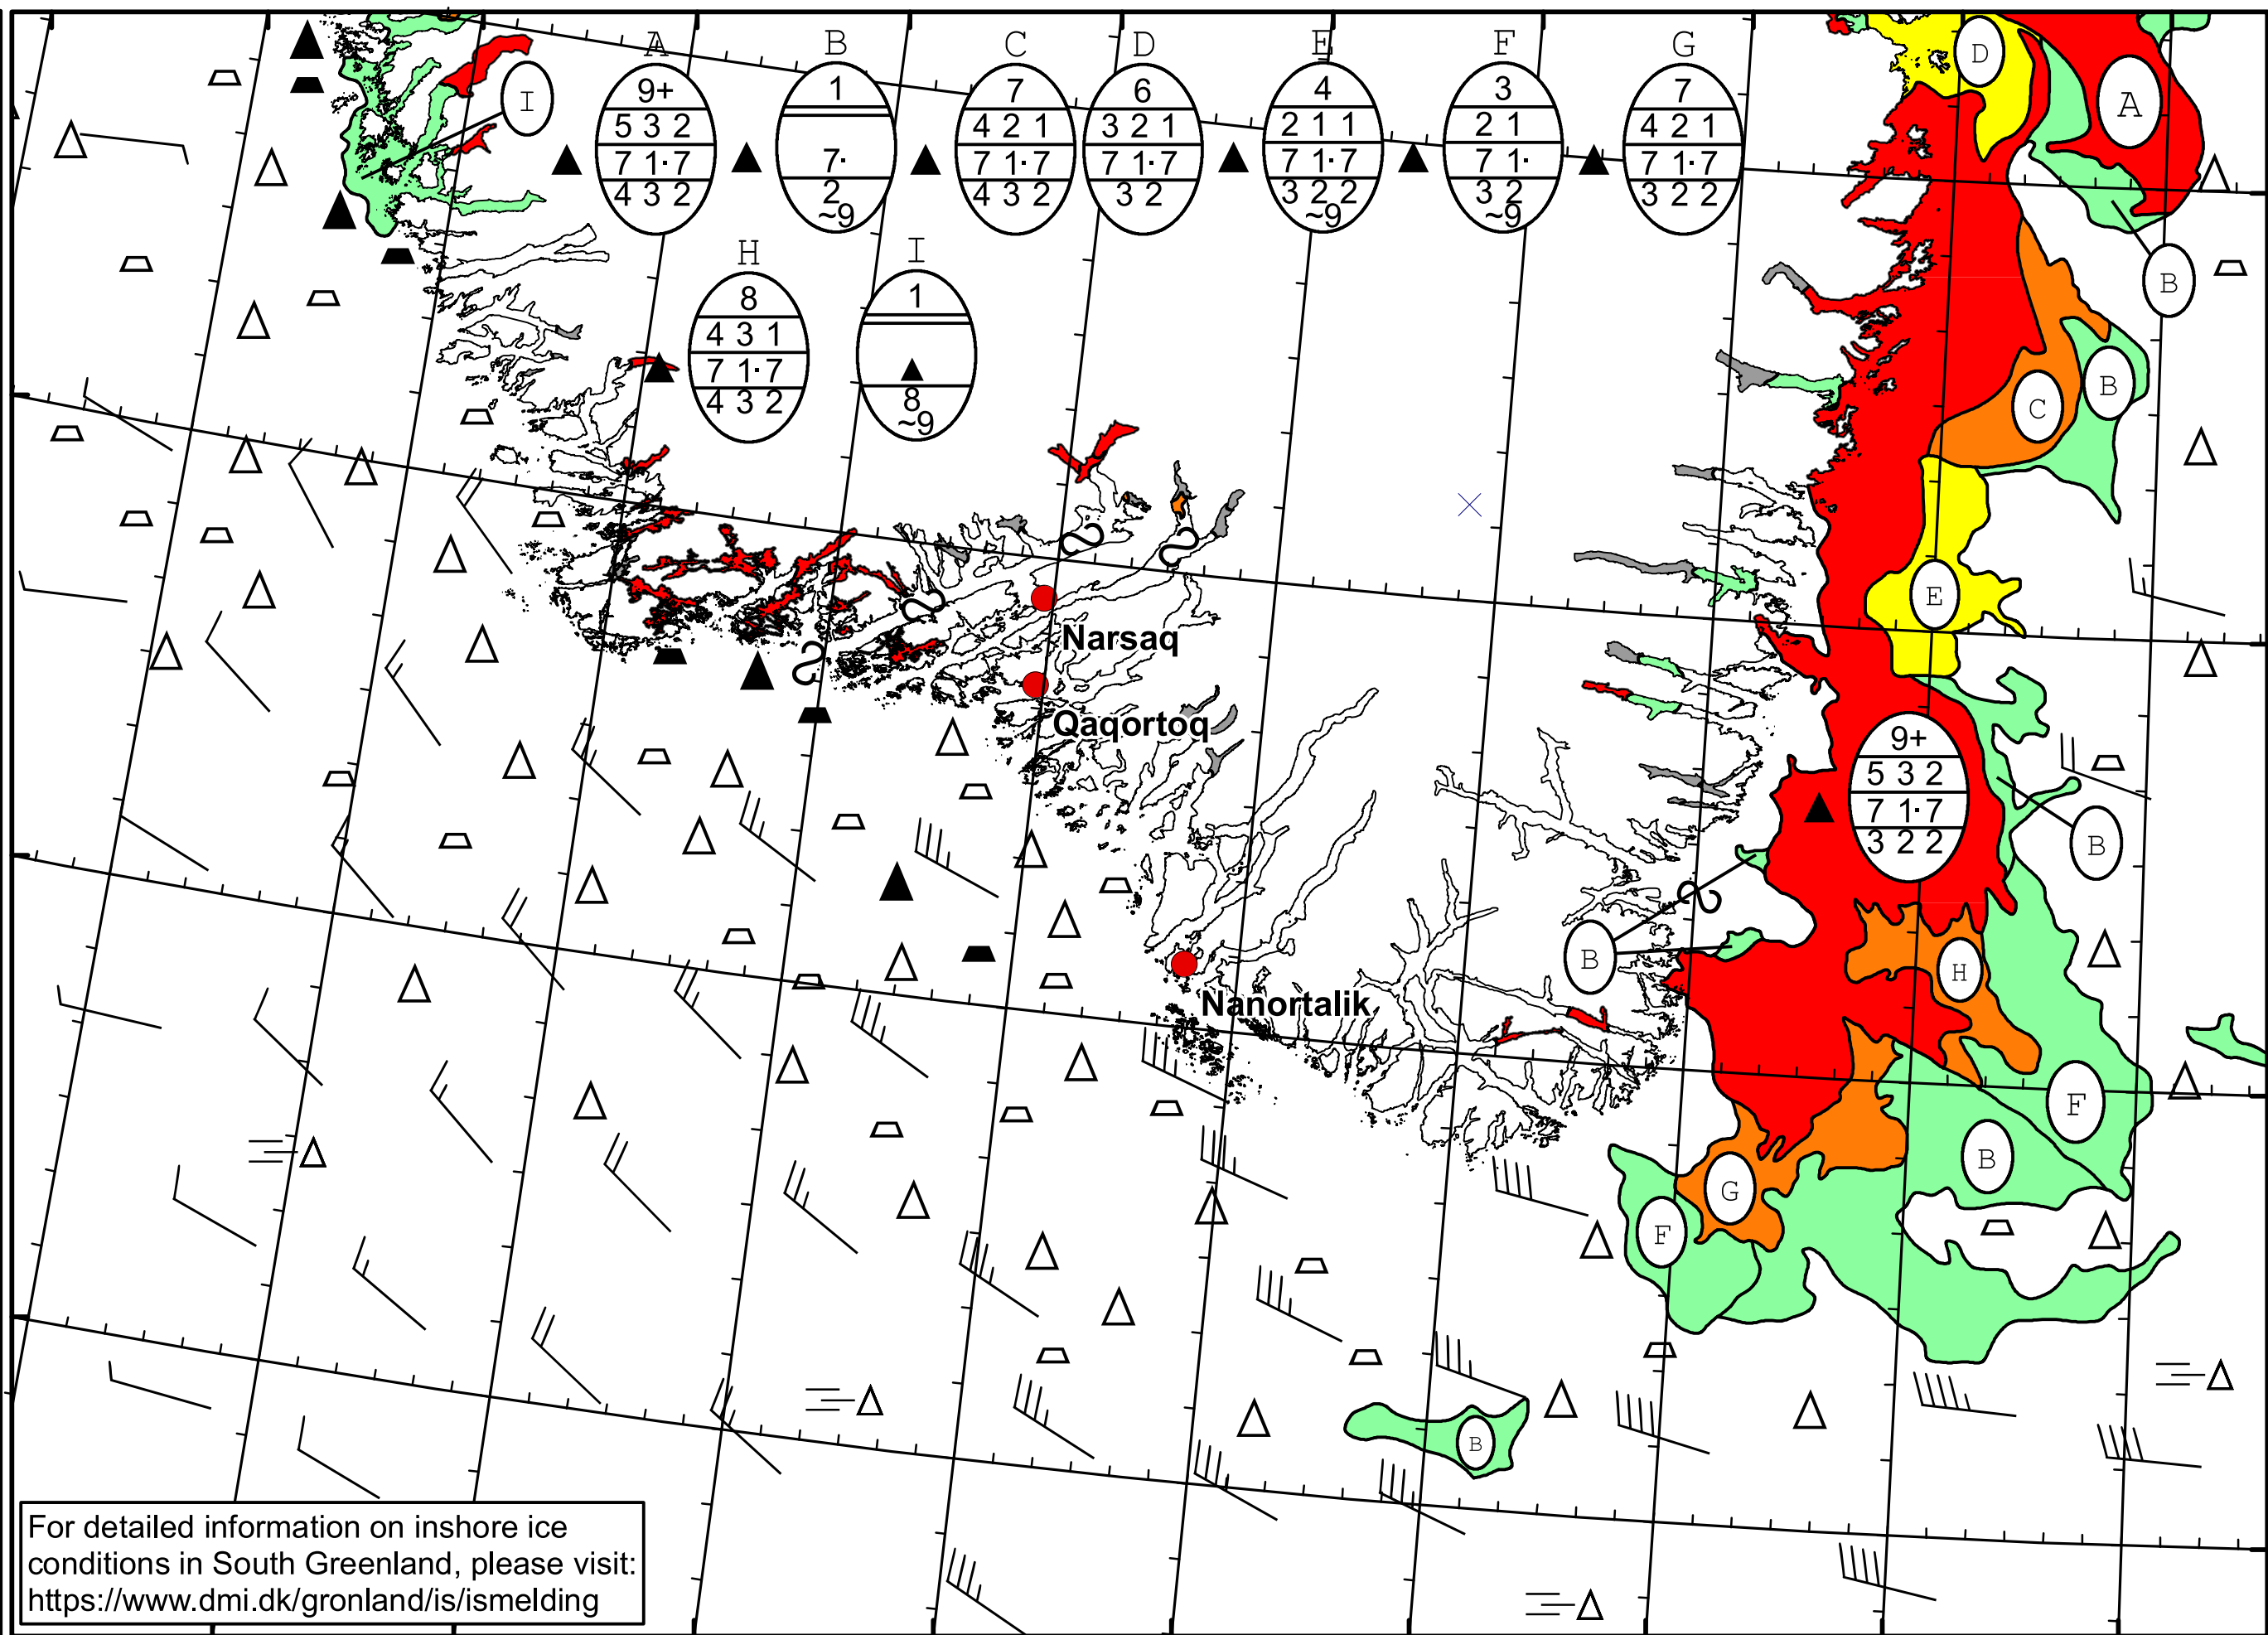 A B C D E F G
9+ 1 7 6 4 3 7
5 3 2 4 2 1 3 2 1 2 1 1 2 1 4 2 1
7 1· 7 7· 7 1· 7 7 1· 7 7 1· 7 7 1· 7 1· 7
4 3 2 2 4 3 2 3 2 3 2 2 3 2 3 2 2
~9 ~9 ~9
H I
8 1
4 3 1
7 1· 7
4 3 2 8
~9
I
D
A
B
B
C
E
Narsaq
Qaqortoq
9+
5 3 2
7 1· 7
3 2 2
B
B
H
Nanortalik
F
B
G
F
B
For detailed information on inshore ice
conditions in South Greenland, please visit:
https://www.dmi.dk/gronland/is/ismelding